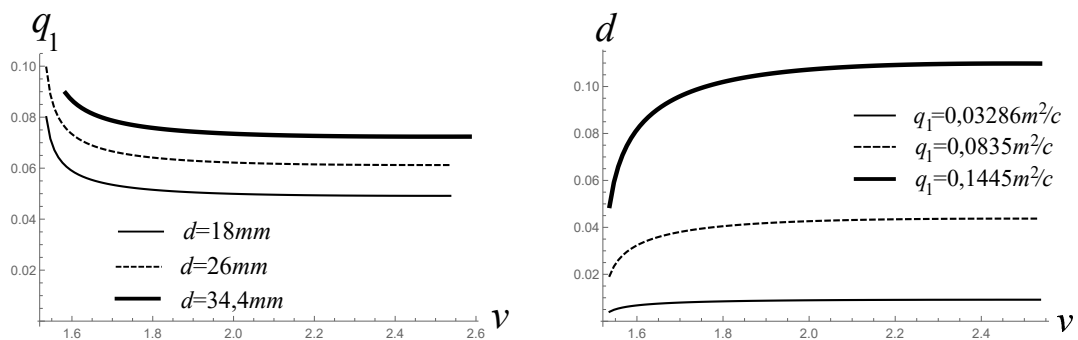 q₁
0.10
0.08
0.06
0.04
0.02
1.6
1.8
2.0
2.2
2.4
2.6
v
d=18mm
d=26mm
d=34,4mm
d
0.10
0.08
0.06
0.04
0.02
1.6
1.8
2.0
2.2
2.4
v
q₁=0,03286m²/c
q₁=0,0835m²/c
q₁=0,1445m²/c